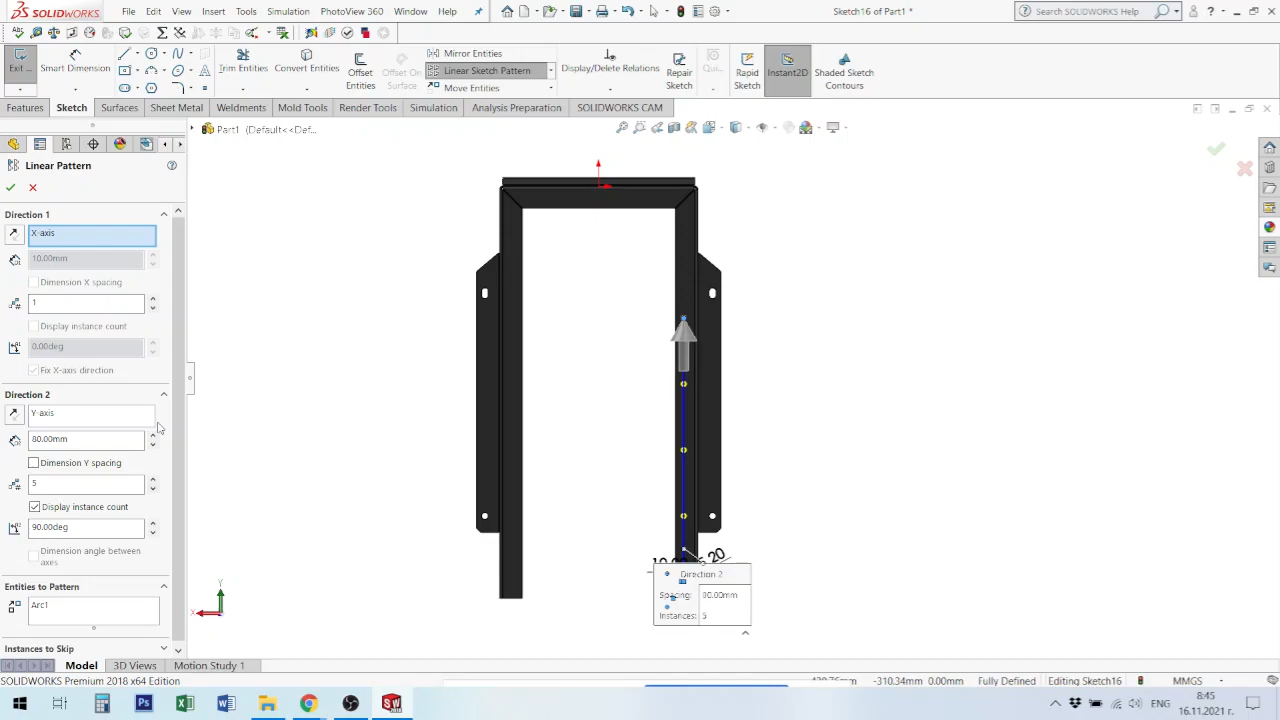 SOLIDWORKS File Edit View Insert Tools Simulation PhotoView 360 Window Help Sketch16 of Part1 * Search SOLIDWORKS Help
Exit ...
Smart Dimension
Trim Entities
Convert Entities
Offset Entities
Offset On Surface
Mirror Entities
Linear Sketch Pattern
Move Entities
Display/Delete Relations
Repair Sketch
Qui...
Rapid Sketch
Instant2D
Shaded Sketch Contours
Features Sketch Surfaces Sheet Metal Weldments Mold Tools Render Tools Simulation Analysis Preparation SOLIDWORKS CAM
Part1 (Default<<Def...
Linear Pattern
Direction 1
X-axis
10.00mm
Dimension X spacing
1
Display instance count
0.00deg
Fix X-axis direction
Direction 2
Y-axis
80.00mm
Dimension Y spacing
5
Display instance count
90.00deg
Dimension angle between axes
Entities to Pattern
Arc1
Instances to Skip
Y
X
Direction 2
Spacing: 80.00mm
Instances: 5
Model 3D Views Motion Study 1
SOLIDWORKS Premium 2018 x64 Edition
-310.34mm 0.00mm Fully Defined Editing Sketch16 MMGS
ENG
8:45
16.11.2021 г.